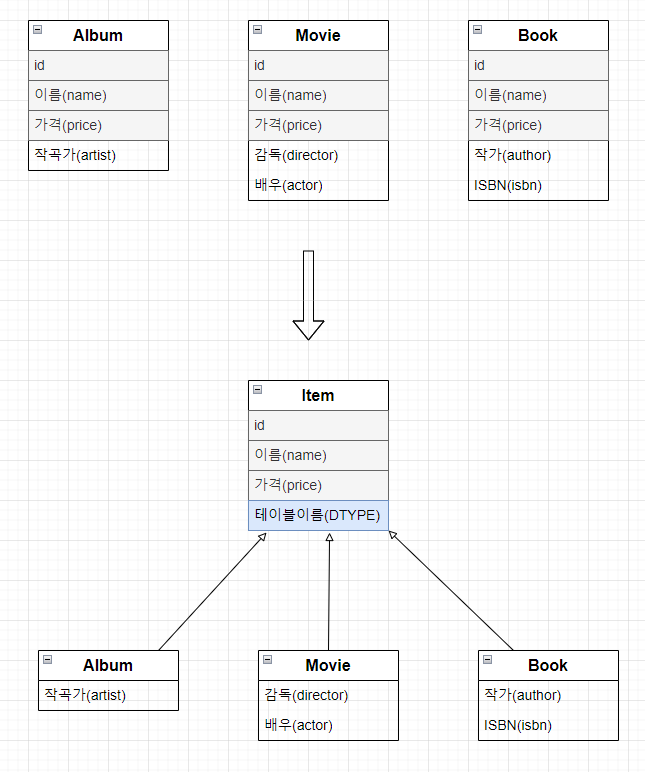 Album
id
이름(name)
가격(price)
작곡가(artist)
Movie
id
이름(name)
가격(price)
감독(director)
배우(actor)
Book
id
이름(name)
가격(price)
작가(author)
ISBN(isbn)
Item
id
이름(name)
가격(price)
테이블이름(DTYPE)
Album
작곡가(artist)
Movie
감독(director)
배우(actor)
Book
작가(author)
ISBN(isbn)